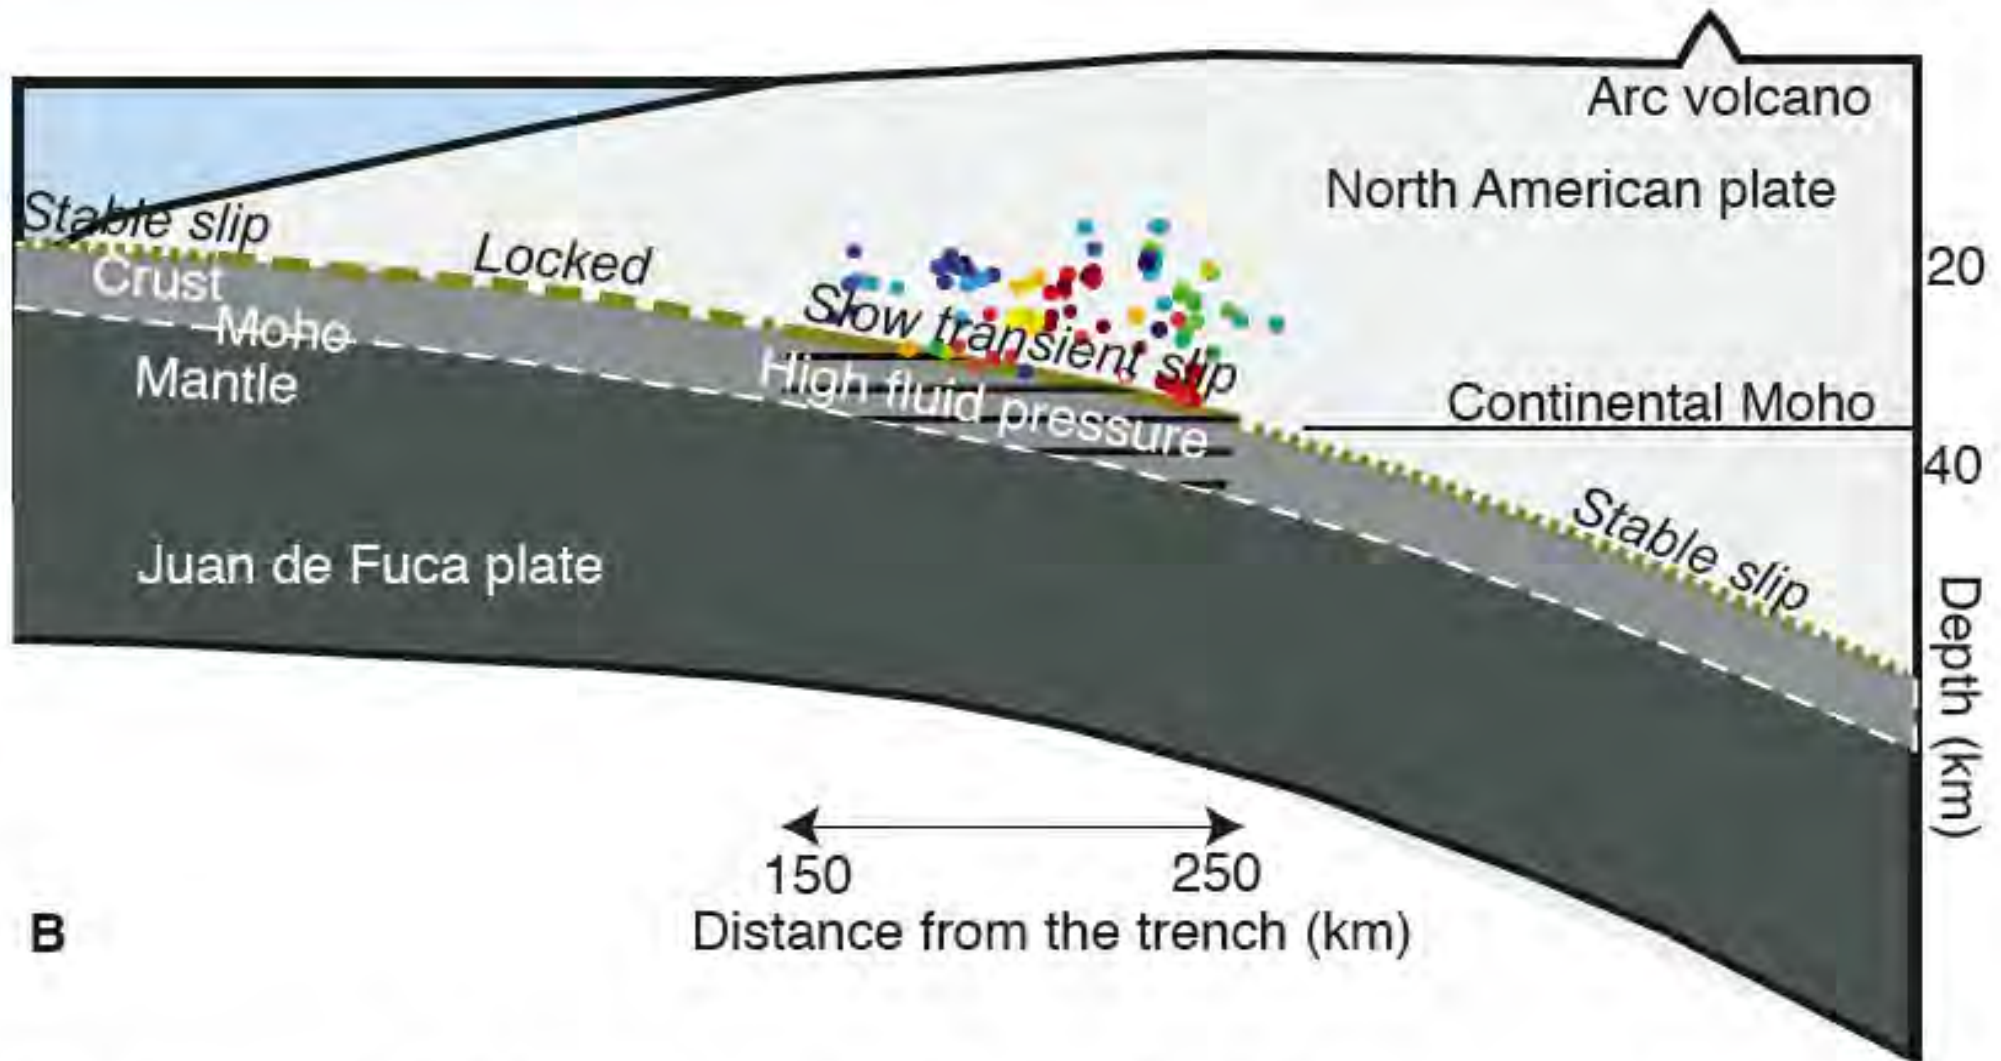 Arc volcano
North American plate
Stable slip
Locked
20
Crust
Moho
Slow transient slip
Mantle
High fluid pressure
Continental Moho
40
Stable slip
Juan de Fuca plate
Depth (km)
150
250
Distance from the trench (km)
B